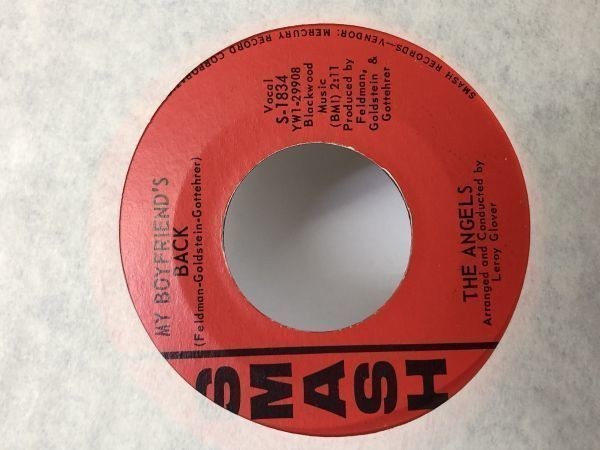 SMASH RECORDS—VENDOR: MERCURY RECORD CORPORATION
SMASH
Vocal
S-1834
YW1-29908
Blackwood
Music
(BMI) 2:11
Produced by
Feldman,
Goldstein &
Gottehrer
MY BOYFRIEND'S
BACK
(Feldman-Goldstein-Gottehrer)
THE ANGELS
Arranged and Conducted by
Leroy Glover